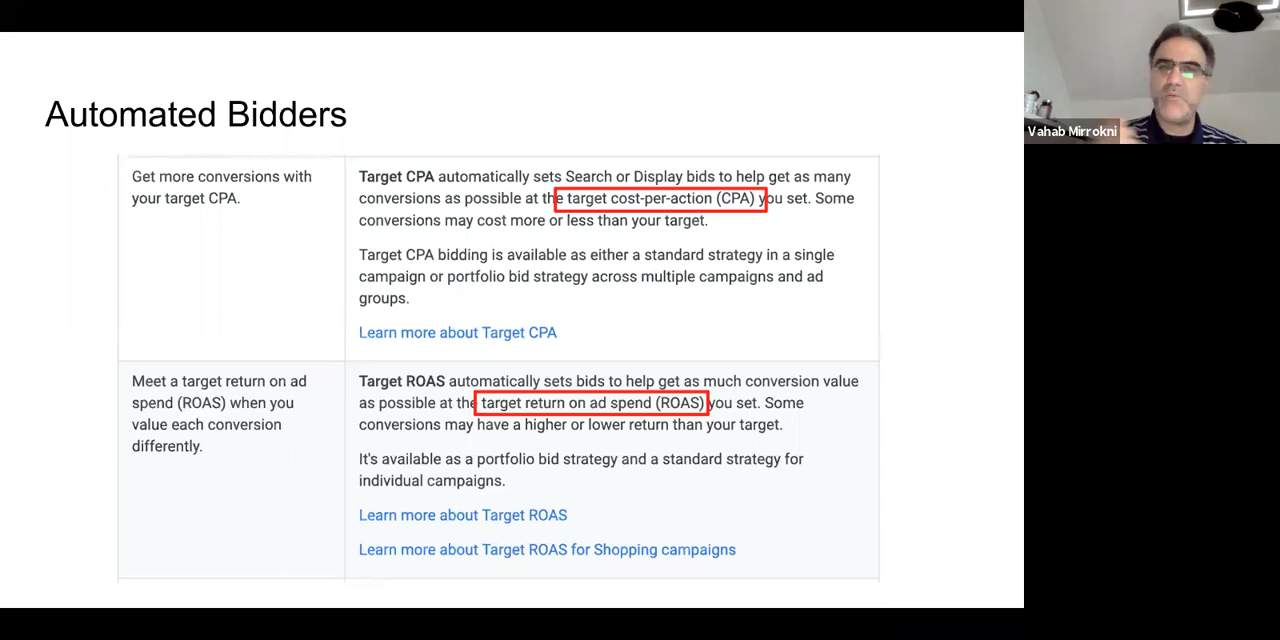 Automated Bidders
Get more conversions with
your target CPA.
Target CPA automatically sets Search or Display bids to help get as many
conversions as possible at the target cost-per-action (CPA) you set. Some
conversions may cost more or less than your target.
Target CPA bidding is available as either a standard strategy in a single
campaign or portfolio bid strategy across multiple campaigns and ad
groups.
Learn more about Target CPA
Meet a target return on ad
spend (ROAS) when you
value each conversion
differently.
Target ROAS automatically sets bids to help get as much conversion value
as possible at the target return on ad spend (ROAS) you set. Some
conversions may have a higher or lower return than your target.
It's available as a portfolio bid strategy and a standard strategy for
individual campaigns.
Learn more about Target ROAS
Learn more about Target ROAS for Shopping campaigns
Vahab Mirrokni